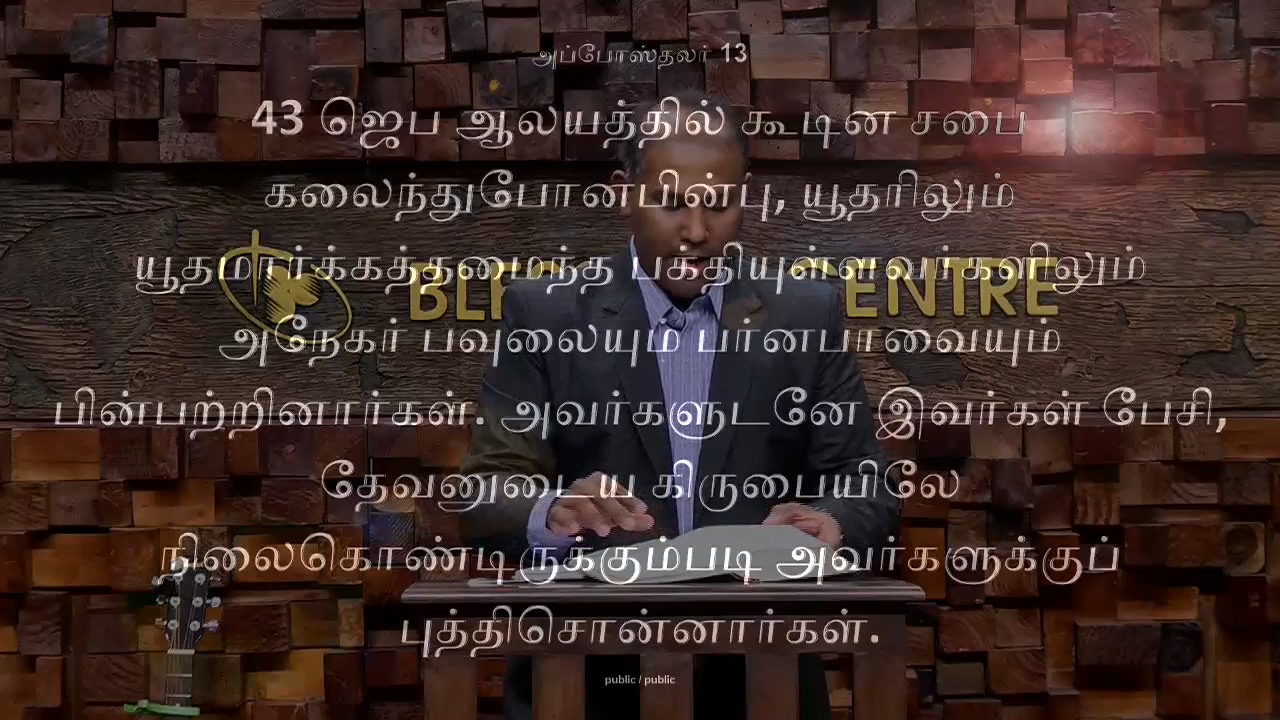 அப்போஸ்தலர் 13
43 ஜெப ஆலயத்தில் கூடின சபை
கலைந்துபோனபின்பு, யூதரிலும்
யூதமார்க்கத்தமைந்த பக்தியுள்ளவர்களிலும்
CENTRE
அநேகர் பவுலையும் பர்னபாவையும்
பின்பற்றினார்கள். அவர்களுடனே இவர்கள் பேசி,
தேவனுடைய கிருபையிலே
நிலைகொண்டிருக்கும்படி அவர்களுக்குப்
புத்திசொன்னார்கள்.
public / public